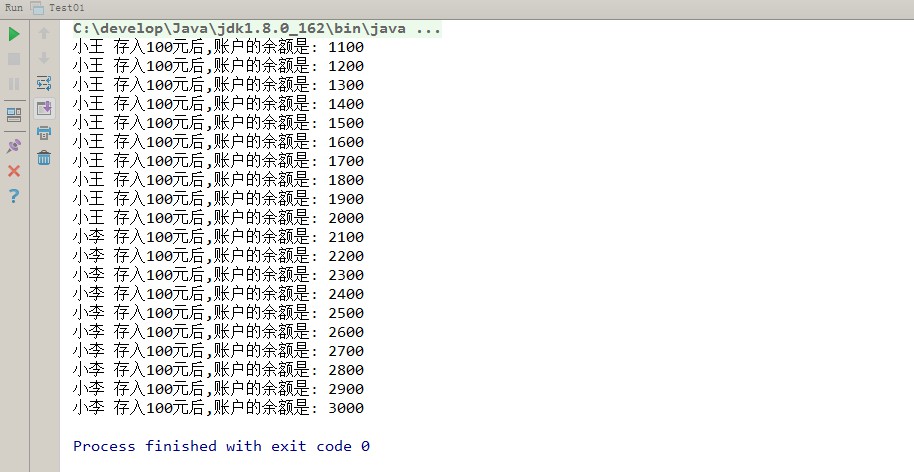 Run Test01
C:\develop\Java\jdk1.8.0_162\bin\java ...
小王 存入100元后,账户的余额是: 1100
小王 存入100元后,账户的余额是: 1200
小王 存入100元后,账户的余额是: 1300
小王 存入100元后,账户的余额是: 1400
小王 存入100元后,账户的余额是: 1500
小王 存入100元后,账户的余额是: 1600
小王 存入100元后,账户的余额是: 1700
小王 存入100元后,账户的余额是: 1800
小王 存入100元后,账户的余额是: 1900
小王 存入100元后,账户的余额是: 2000
小李 存入100元后,账户的余额是: 2100
小李 存入100元后,账户的余额是: 2200
小李 存入100元后,账户的余额是: 2300
小李 存入100元后,账户的余额是: 2400
小李 存入100元后,账户的余额是: 2500
小李 存入100元后,账户的余额是: 2600
小李 存入100元后,账户的余额是: 2700
小李 存入100元后,账户的余额是: 2800
小李 存入100元后,账户的余额是: 2900
小李 存入100元后,账户的余额是: 3000
Process finished with exit code 0